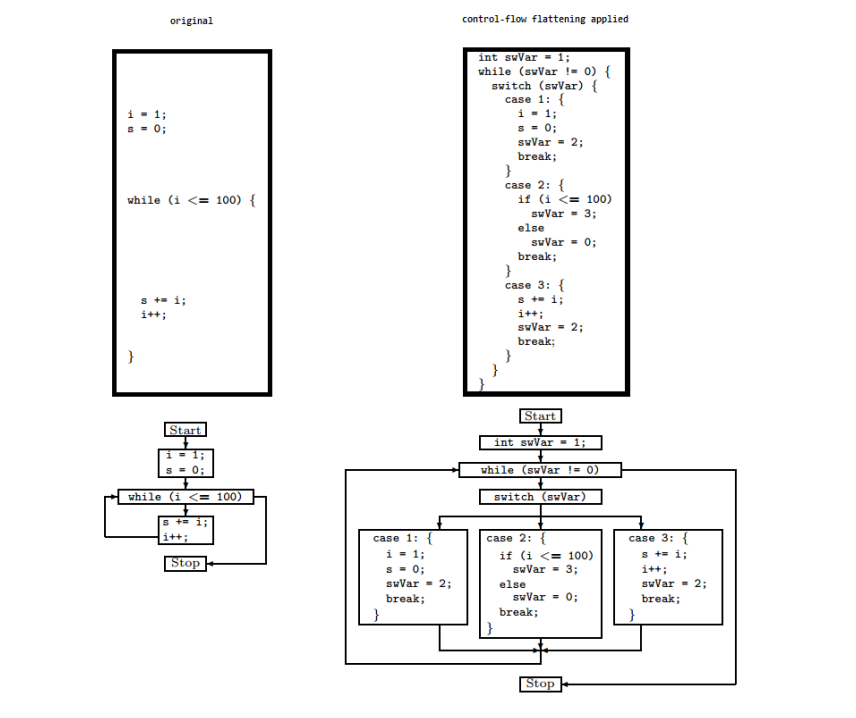 original
i = 1;
s = 0;
while (i <= 100) {
s += i;
i++;
}
control-flow flattening applied
int swVar = 1;
while (swVar != 0) {
switch (swVar) {
case 1: {
i = 1;
s = 0;
swVar = 2;
break;
}
case 2: {
if (i <= 100)
swVar = 3;
else
swVar = 0;
break;
}
case 3: {
s += i;
i++;
swVar = 2;
break;
}
}
}
Start
i = 1;
s = 0;
while (i <= 100)
s += i;
i++;
Stop
Start
int swVar = 1;
while (swVar != 0)
switch (swVar)
case 1: {
i = 1;
s = 0;
swVar = 2;
break;
}
case 2: {
if (i <= 100)
swVar = 3;
else
swVar = 0;
break;
}
case 3: {
s += i;
i++;
swVar = 2;
break;
}
Stop